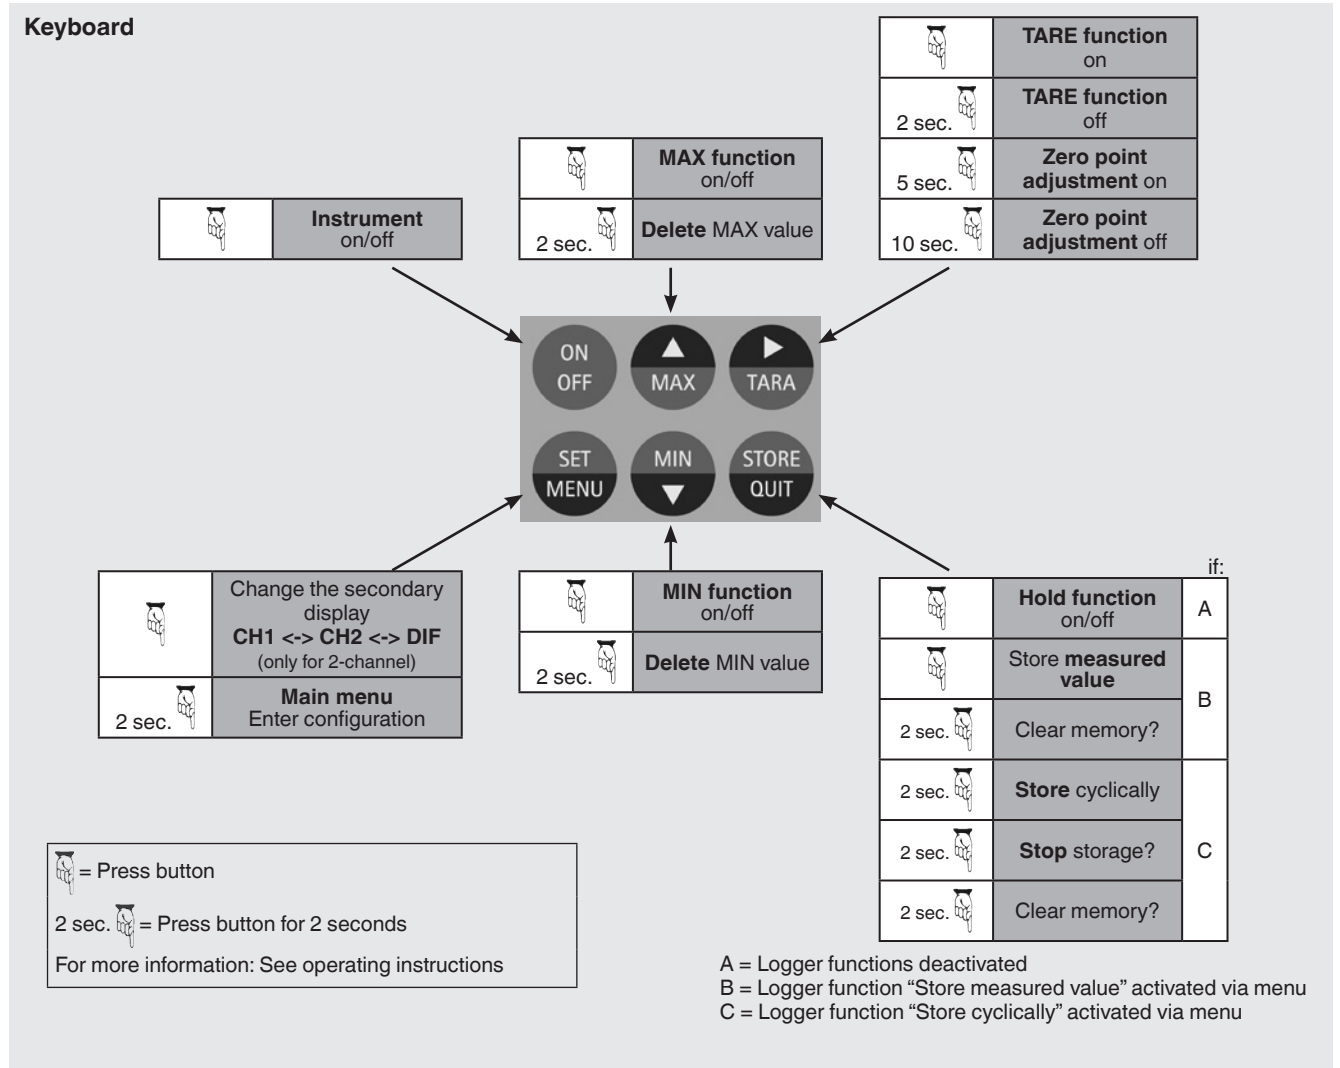 Keyboard
TARE function
on
2 sec.
TARE function
off
5 sec.
Zero point
adjustment on
10 sec.
Zero point
adjustment off
MAX function
on/off
2 sec.
Delete MAX value
Instrument
on/off
ON
OFF
MAX
TARA
SET
MENU
MIN
STORE
QUIT
Change the secondary
display
CH1 <-> CH2 <-> DIF
(only for 2-channel)
2 sec.
Main menu
Enter configuration
MIN function
on/off
2 sec.
Delete MIN value
if:
Hold function
on/off
A
Store measured
value
2 sec.
Clear memory?
B
2 sec.
Store cyclically
2 sec.
Stop storage?
C
2 sec.
Clear memory?
= Press button
2 sec. = Press button for 2 seconds
For more information: See operating instructions
A = Logger functions deactivated
B = Logger function “Store measured value” activated via menu
C = Logger function “Store cyclically” activated via menu